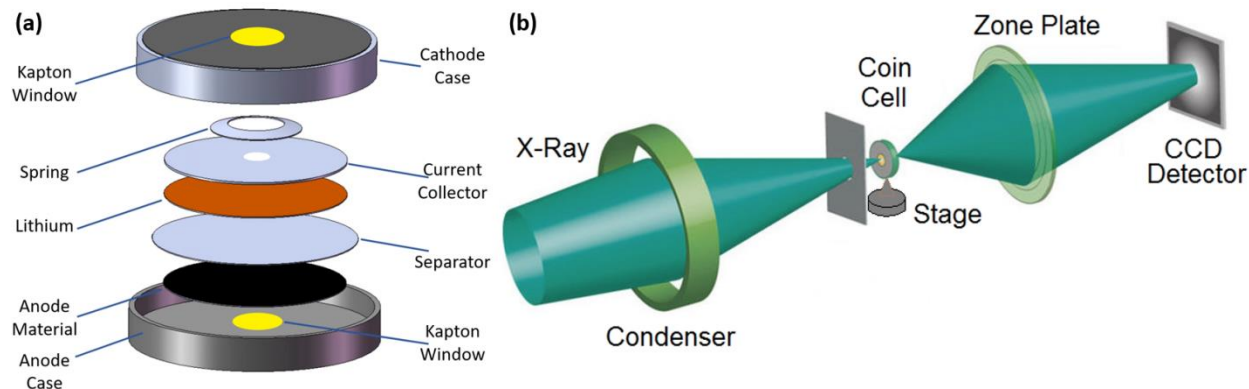 (a)
Kapton
Window
Cathode
Case
Spring
Current
Collector
Lithium
Separator
Anode
Material
Anode
Case
Kapton
Window
(b)
X-Ray
Condenser
Coin
Cell
Stage
Zone Plate
CCD
Detector